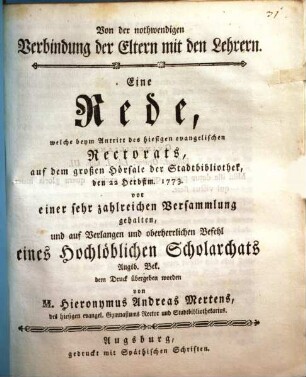 Von der nothwendigen
Verbindung der Eltern mit den Lehrern.
Eine
Rede,
welche beym Antritt des hiesigen evangelischen
Rectorats,
auf dem großen Hörsale der Stadtbibliothek,
den 22 Herbstm. 1773.
vor
einer sehr zahlreichen Versammlung
gehalten,
und auf Verlangen und oberherrlichen Befehl
eines Hochlöblichen Scholarchats
Augsb. Bek.
dem Druck übergeben worden
von
M. Hieronymus Andreas Mertens,
des hiesigen evangel. Gymnasiums Rector und Stadtbibliothekarius.
Augsburg,
gedruckt mit Späthischen Schriften.